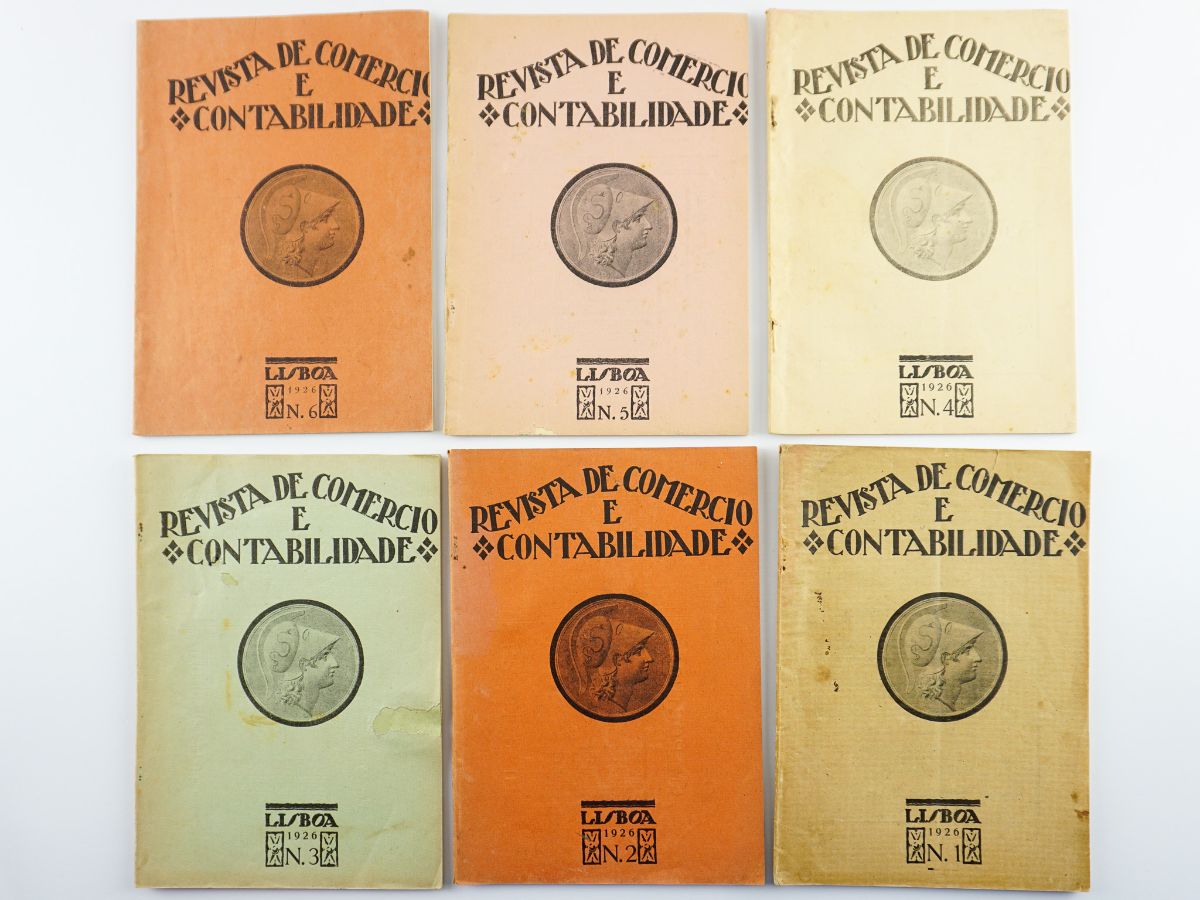 REVISTA DE COMERCIO
E
CONTABILIDADE
LISBOA
1926
N. 6
REVISTA DE COMERCIO
E
CONTABILIDADE
LISBOA
1926
N. 5
REVISTA DE COMERCIO
E
CONTABILIDADE
LISBOA
1926
N. 4
REVISTA DE COMERCIO
E
CONTABILIDADE
LISBOA
1926
N. 3
REVISTA DE COMERCIO
E
CONTABILIDADE
LISBOA
1926
N. 2
REVISTA DE COMERCIO
E
CONTABILIDADE
LISBOA
1926
N. 1